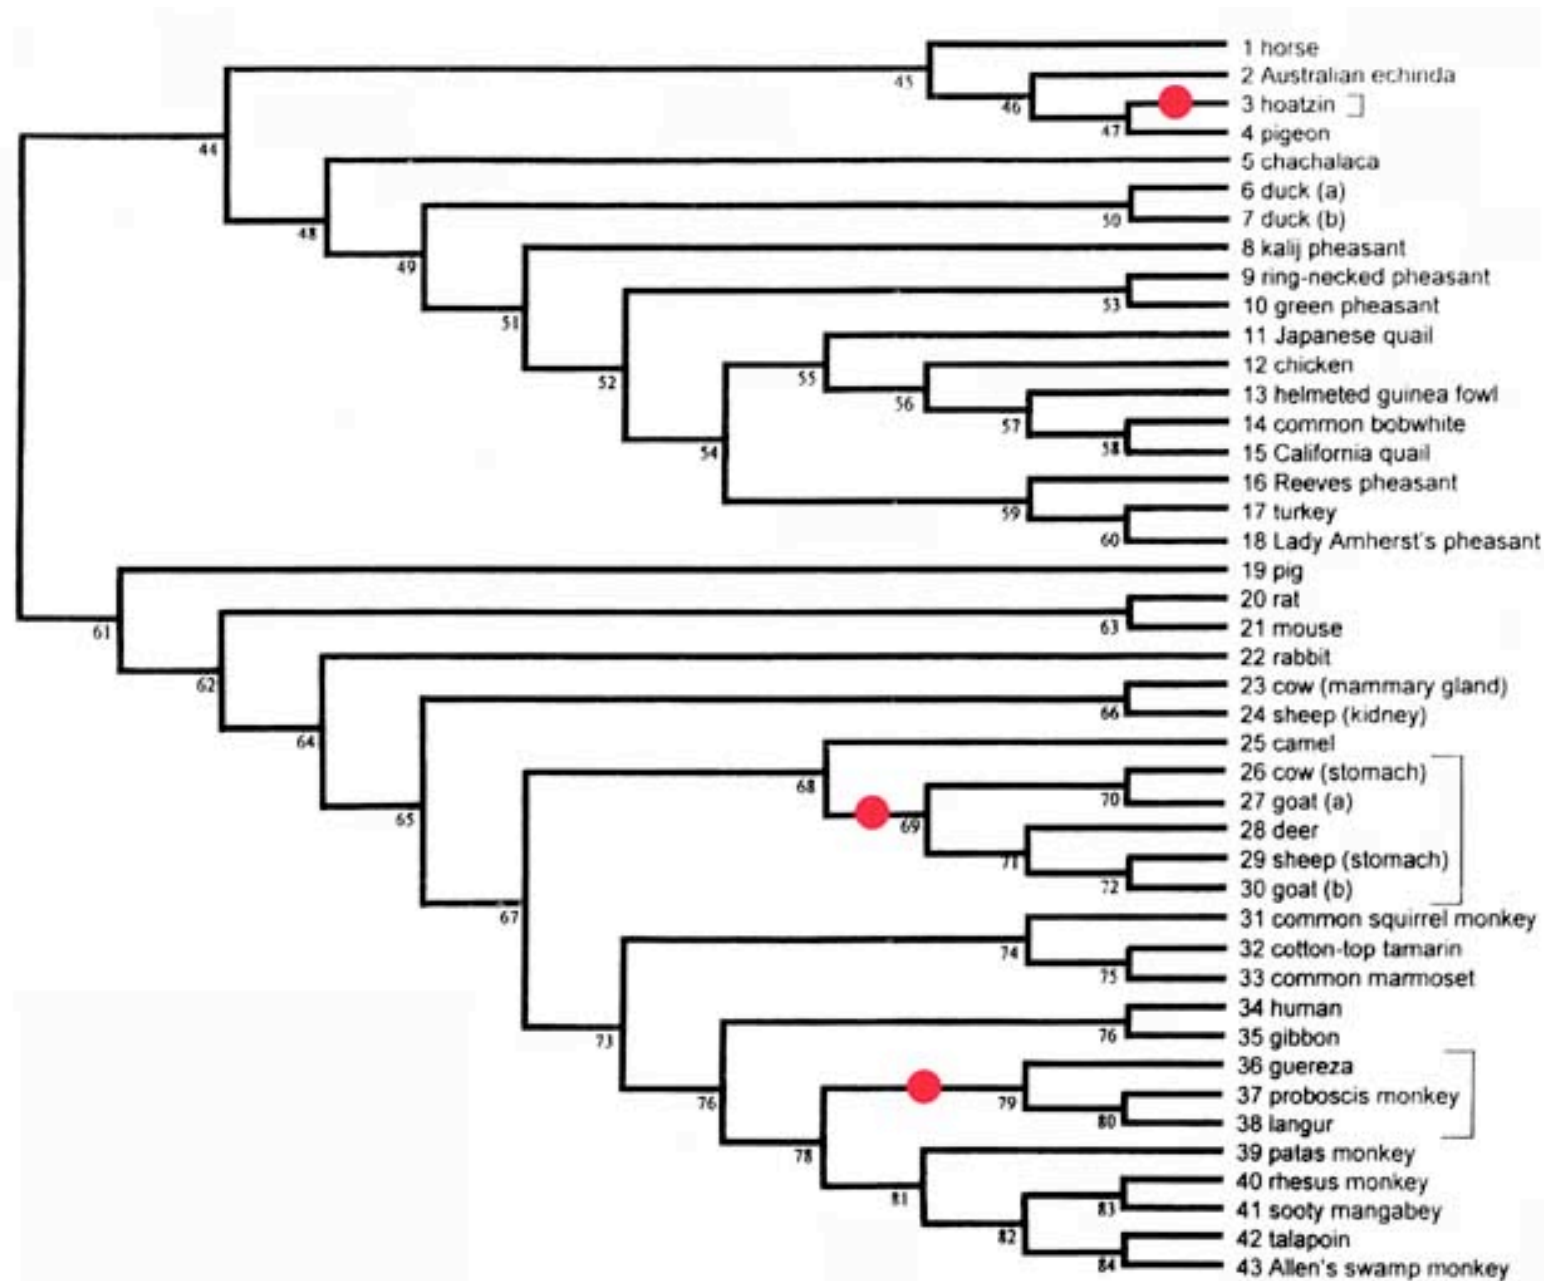 1 horse
45
2 Australian echinda
46
3 hoatzin
47
4 pigeon
44
5 chachalaca
6 duck (a)
50
7 duck (b)
48
8 kalij pheasant
49
9 ring-necked pheasant
53
10 green pheasant
51
11 Japanese quail
12 chicken
55
52
13 helmeted guinea fowl
56
14 common bobwhite
57
58
15 California quail
54
16 Reeves pheasant
59
17 turkey
60
18 Lady Amherst's pheasant
19 pig
20 rat
63
21 mouse
61
22 rabbit
62
23 cow (mammary gland)
66
24 sheep (kidney)
64
25 camel
26 cow (stomach)
68
70
27 goat (a)
65
69
28 deer
71
29 sheep (stomach)
72
30 goat (b)
67
31 common squirrel monkey
74
32 cotton-top tamarin
75
33 common marmoset
34 human
73
76
35 gibbon
36 guereza
76
79
37 proboscis monkey
80
38 langur
78
39 patas monkey
40 rhesus monkey
81
83
41 sooty mangabey
82
42 talapoin
84
43 Allen's swamp monkey